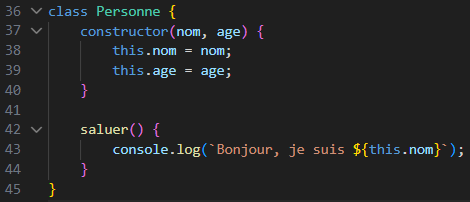 36 class Personne {
37     constructor(nom, age) {
38         this.nom = nom;
39         this.age = age;
40     }
41
42     saluer() {
43         console.log(`Bonjour, je suis ${this.nom}`);
44     }
45 }